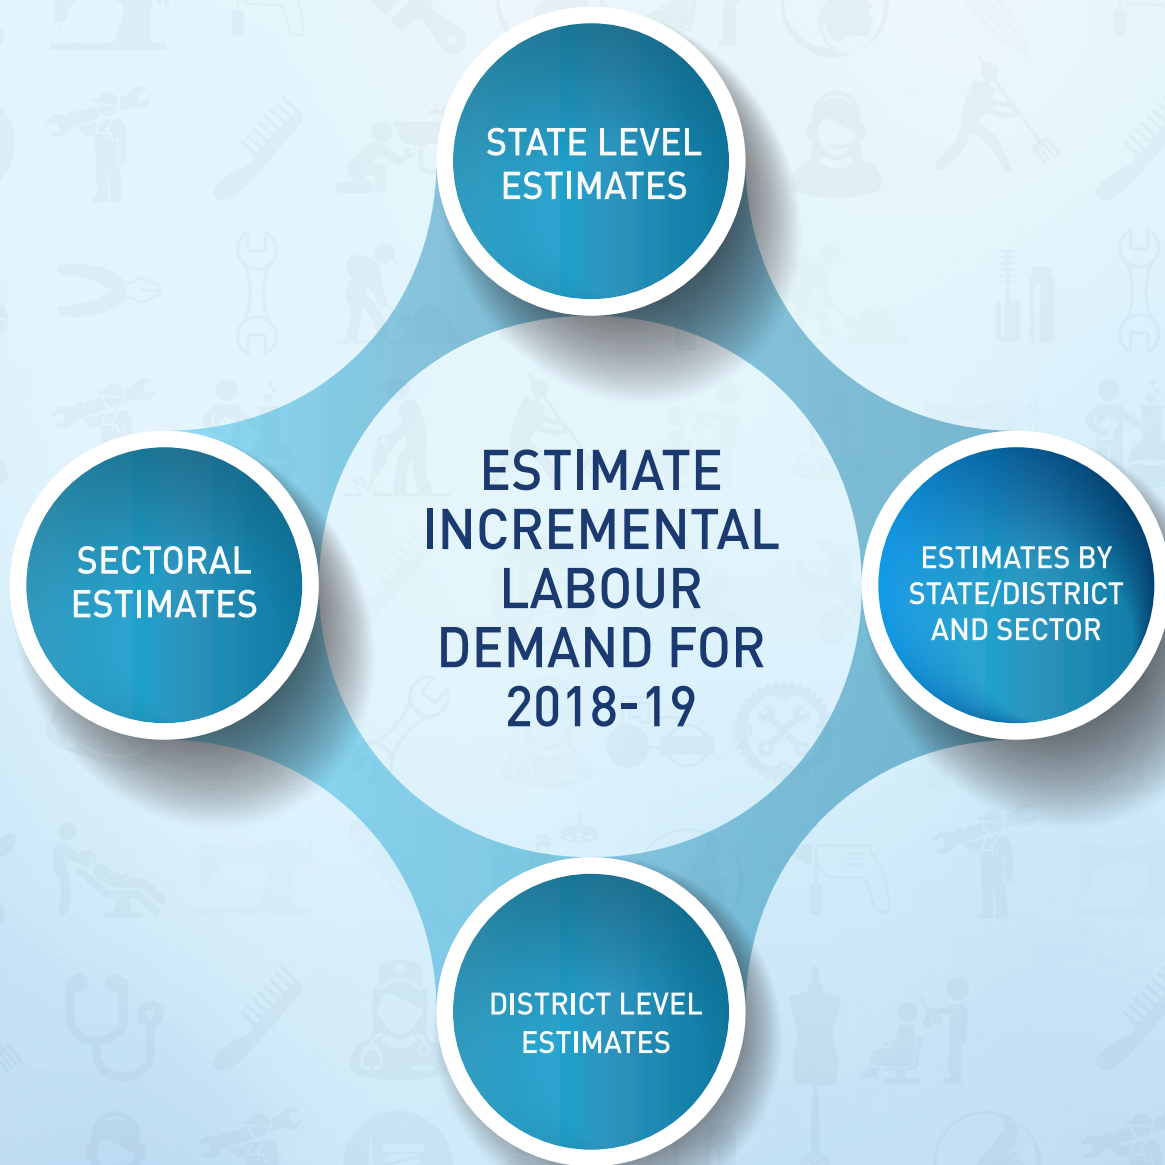 STATE LEVEL
ESTIMATES
SECTORAL
ESTIMATES
ESTIMATE
INCREMENTAL
LABOUR
DEMAND FOR
2018-19
ESTIMATES BY
STATE/DISTRICT
AND SECTOR
DISTRICT LEVEL
ESTIMATES